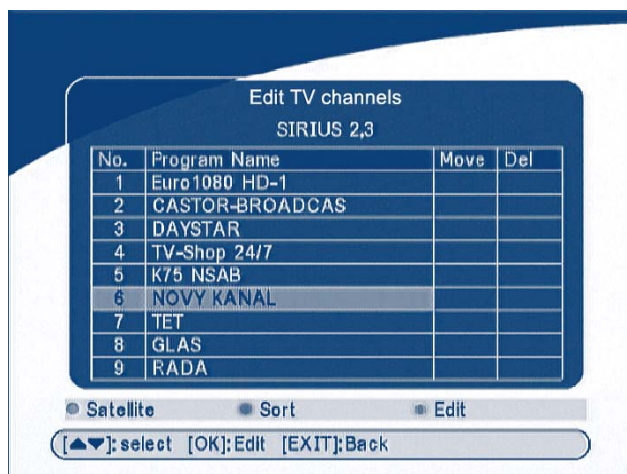 Edit TV channels
SIRIUS 2,3
No. Program Name Move Del
1 Euro1080 HD-1
2 CASTOR-BROADCAS
3 DAYSTAR
4 TV-Shop 24/7
5 K75 NSAB
6 NOVY KANAL
7 TET
8 GLAS
9 RADA
Satellite Sort Edit
[▲▼]: select [OK]: Edit [EXIT]: Back